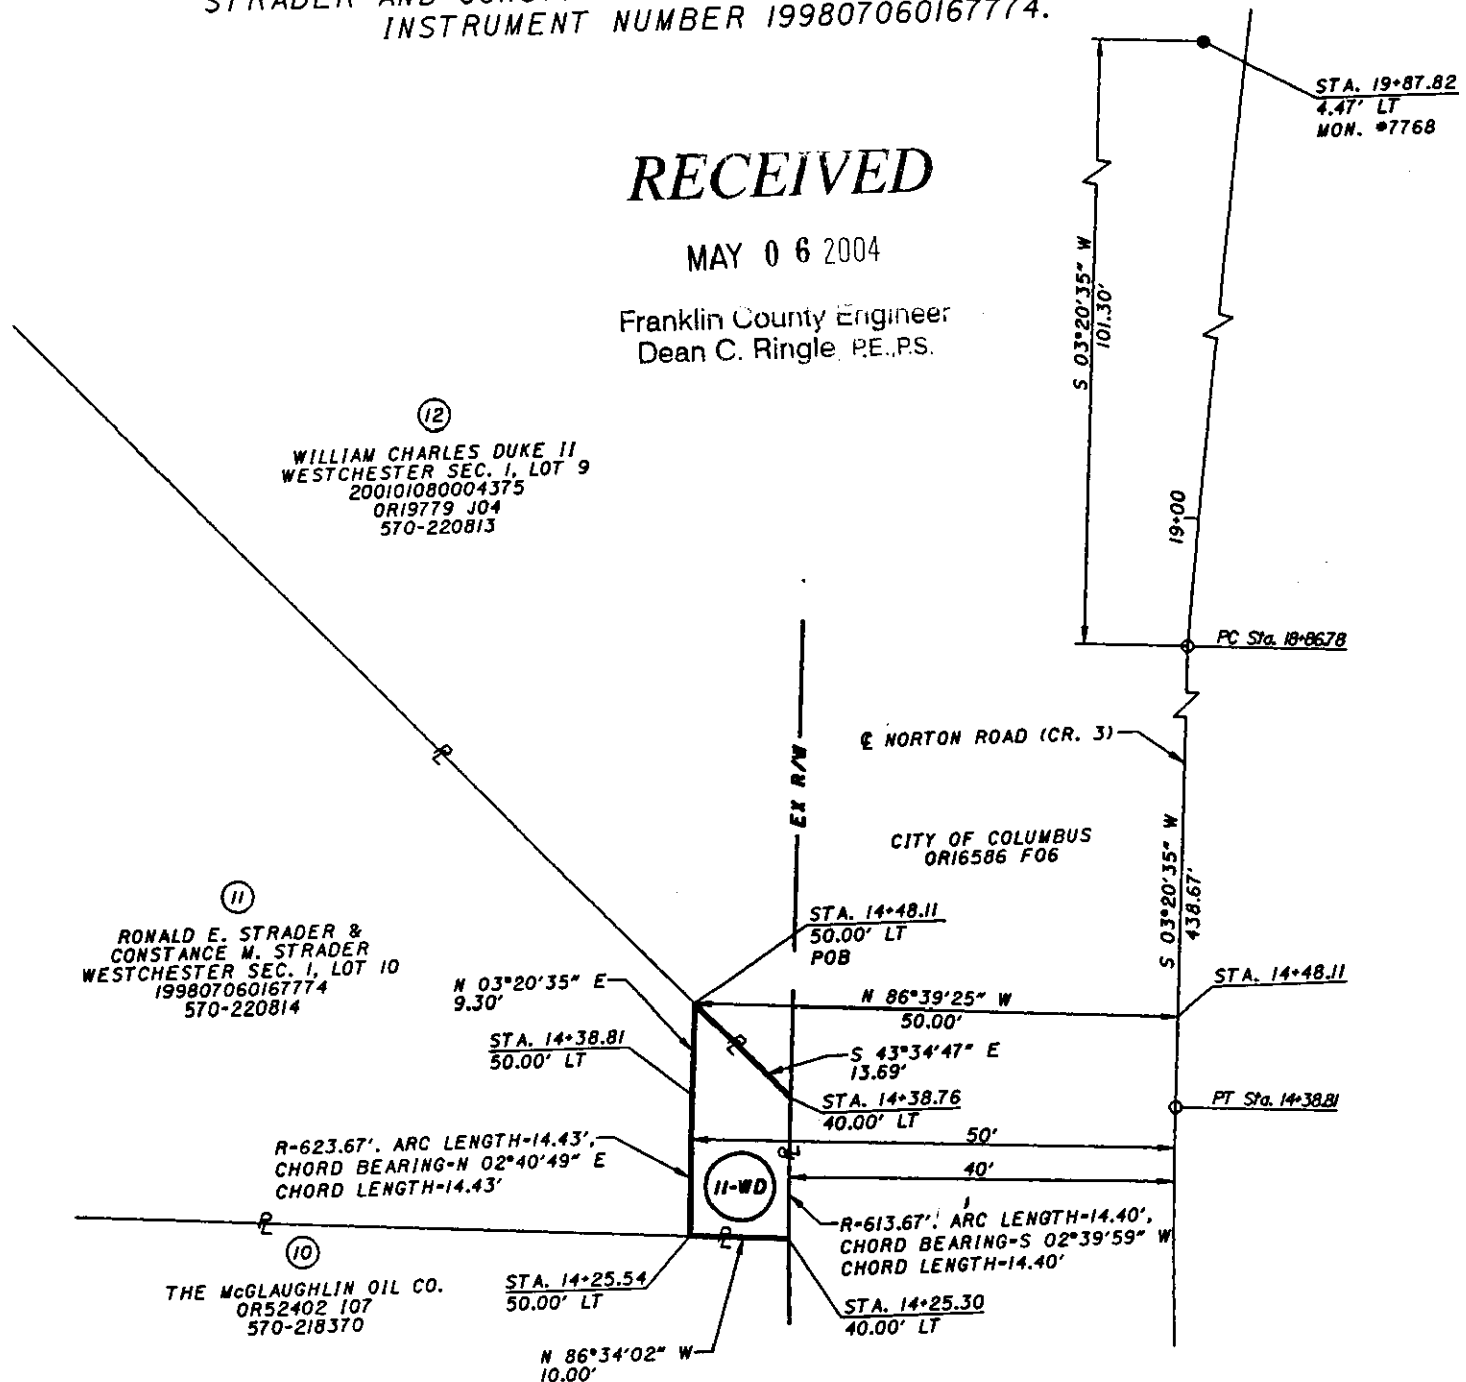 INSTRUMENT NUMBER 199807060167774.
STA. 19+87.82
4.47' LT
MON. #7768
RECEIVED
MAY 06 2004
Franklin County Engineer
Dean C. Ringle, P.E., P.S.
S 03°20'35" W
101.30'
12
WILLIAM CHARLES DUKE II
WESTCHESTER SEC. 1, LOT 9
200101080004375
OR19779 J04
570-220813
19+00
PC Sta. 18+86.78
EX R/W
℄ NORTON ROAD (CR. 3)
CITY OF COLUMBUS
OR16586 F06
S 03°20'35" W
438.67'
11
RONALD E. STRADER &
CONSTANCE M. STRADER
WESTCHESTER SEC. 1, LOT 10
199807060167774
570-220814
STA. 14+48.11
50.00' LT
POB
N 03°20'35" E
9.30'
N 86°39'25" W
50.00'
STA. 14+48.11
STA. 14+38.81
50.00' LT
S 43°34'47" E
13.69'
STA. 14+38.76
40.00' LT
PT Sta. 14+38.81
50'
40'
R=623.67', ARC LENGTH=14.43',
CHORD BEARING=N 02°40'49" E
CHORD LENGTH=14.43'
11-WD
R=613.67', ARC LENGTH=14.40',
CHORD BEARING=S 02°39'59" W
CHORD LENGTH=14.40'
10
THE McGLAUGHLIN OIL CO.
OR52402 I07
570-218370
STA. 14+25.54
50.00' LT
STA. 14+25.30
40.00' LT
N 86°34'02" W
10.00'